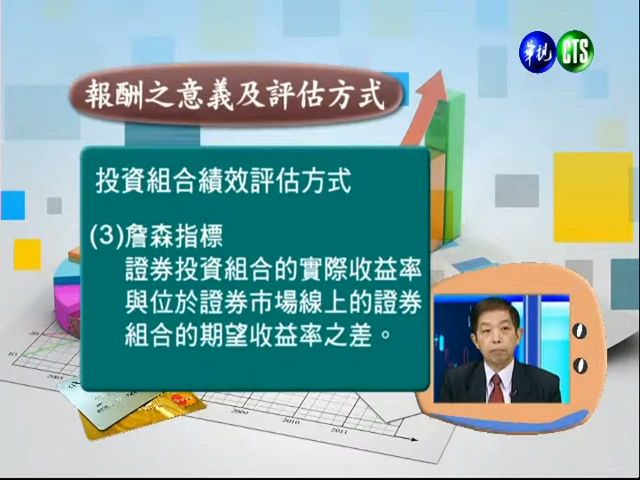 華視 CTS
報酬之意義及評估方式
投資組合績效評估方式
(3)詹森指標
證券投資組合的實際收益率
與位於證券市場線上的證券
組合的期望收益率之差。
2009
2010
2011